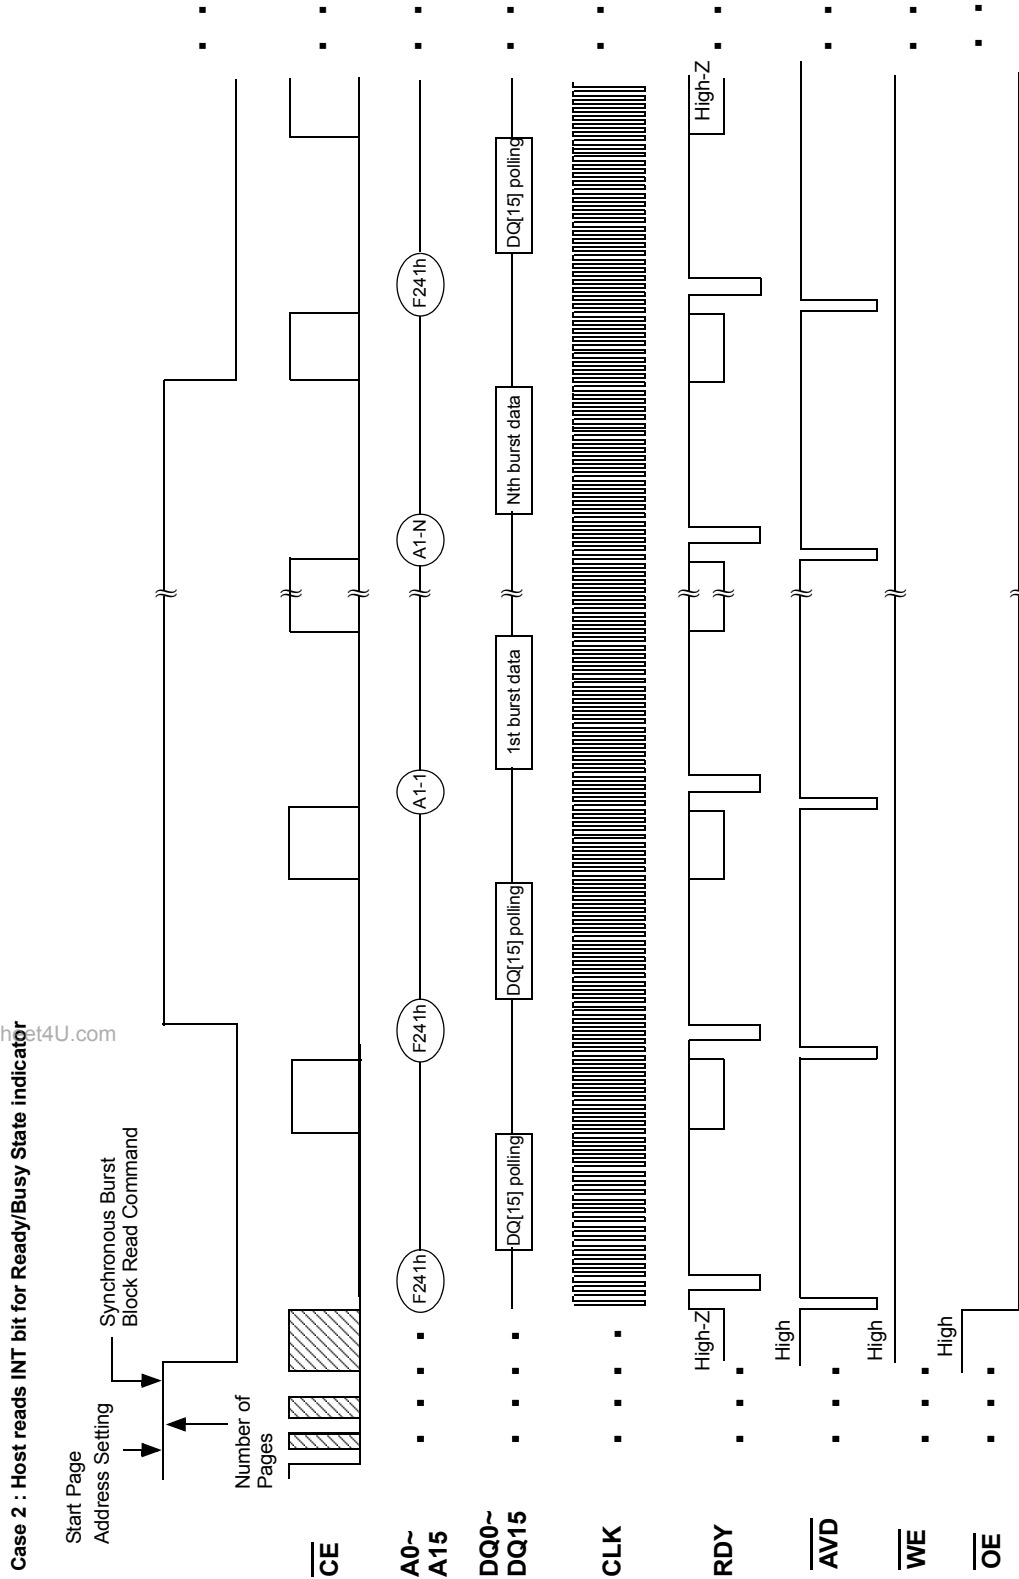 Case 2 : Host reads INT bit for Ready/Busy State indicator
Start Page
Address Setting
Synchronous Burst
Block Read Command
Number of
Pages
CE
A0~
A15
F241h
F241h
A1-1
A1-N
F241h
DQ0~
DQ15
DQ[15] polling
DQ[15] polling
1st burst data
Nth burst data
DQ[15] polling
CLK
RDY
High-Z
High-Z
AVD
High
WE
High
OE
High
eet4U.com